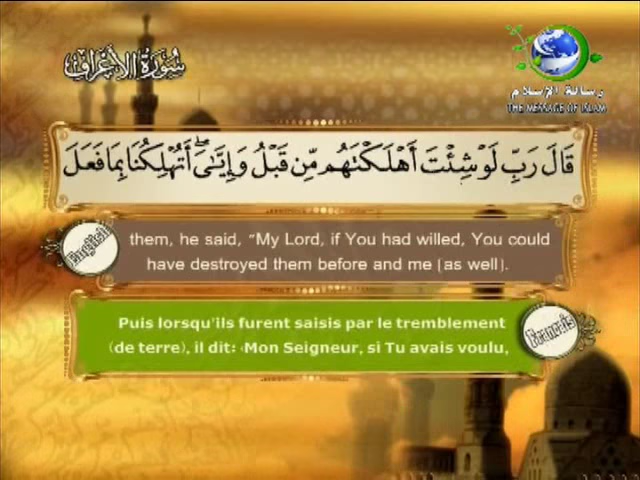 سورة الأعراف
رسالة الإسلام
THE MESSAGE OF ISLAM
قَالَ رَبِّ لَوْ شِئْتَ أَهْلَكْتَهُم مِّن قَبْلُ وَإِيَّٰىَ ۖ أَتُهْلِكُنَا بِمَا فَعَلَ
English
them, he said, “My Lord, if You had willed, You could
have destroyed them before and me (as well).
Puis lorsqu’ils furent saisis par le tremblement
(de terre), il dit: ‹Mon Seigneur, si Tu avais voulu,
Francais